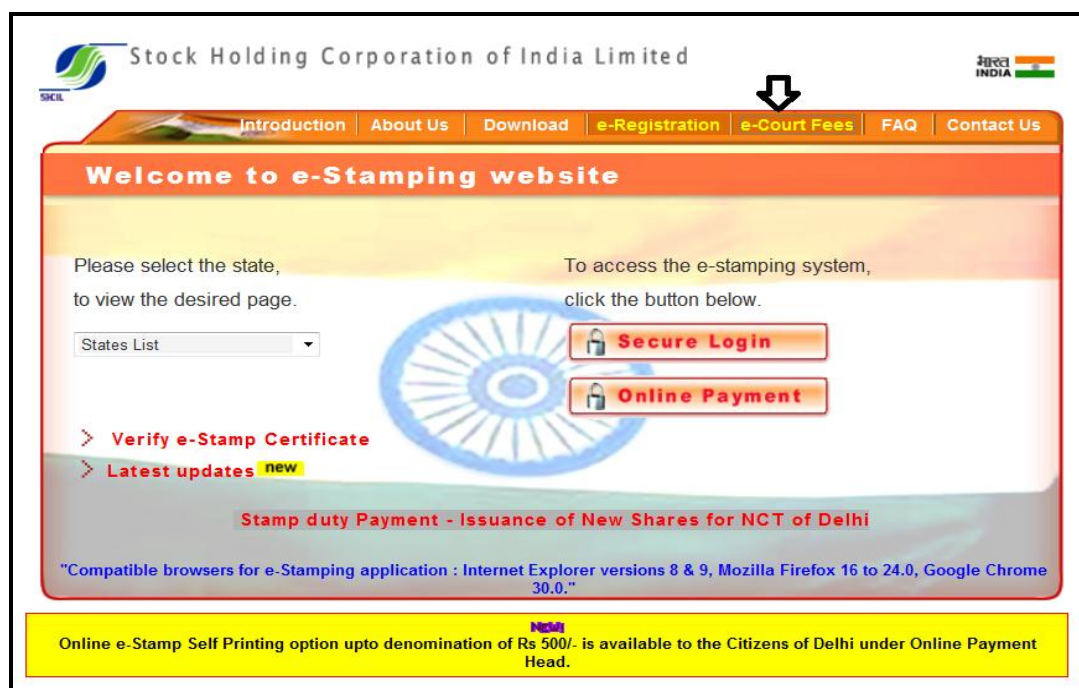 Stock Holding Corporation of India Limited
SHCIL
भारत
INDIA
Introduction About Us Download e-Registration e-Court Fees FAQ Contact Us
Welcome to e-Stamping website
Please select the state,
to view the desired page.
States List
To access the e-stamping system,
click the button below.
Secure Login
Online Payment
> Verify e-Stamp Certificate
> Latest updates new
Stamp duty Payment - Issuance of New Shares for NCT of Delhi
"Compatible browsers for e-Stamping application : Internet Explorer versions 8 & 9, Mozilla Firefox 16 to 24.0, Google Chrome
30.0."
New!
Online e-Stamp Self Printing option upto denomination of Rs 500/- is available to the Citizens of Delhi under Online Payment
Head.